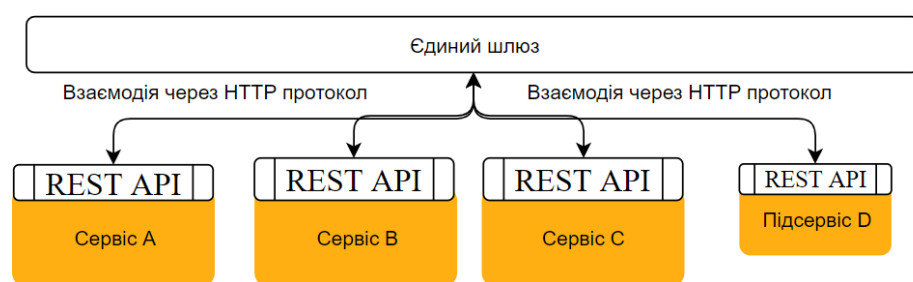 Єдиний шлюз
Взаємодія через HTTP протокол
Взаємодія через HTTP протокол
REST API
REST API
REST API
REST API
Сервіс А
Сервіс В
Сервіс С
Підсервіс D